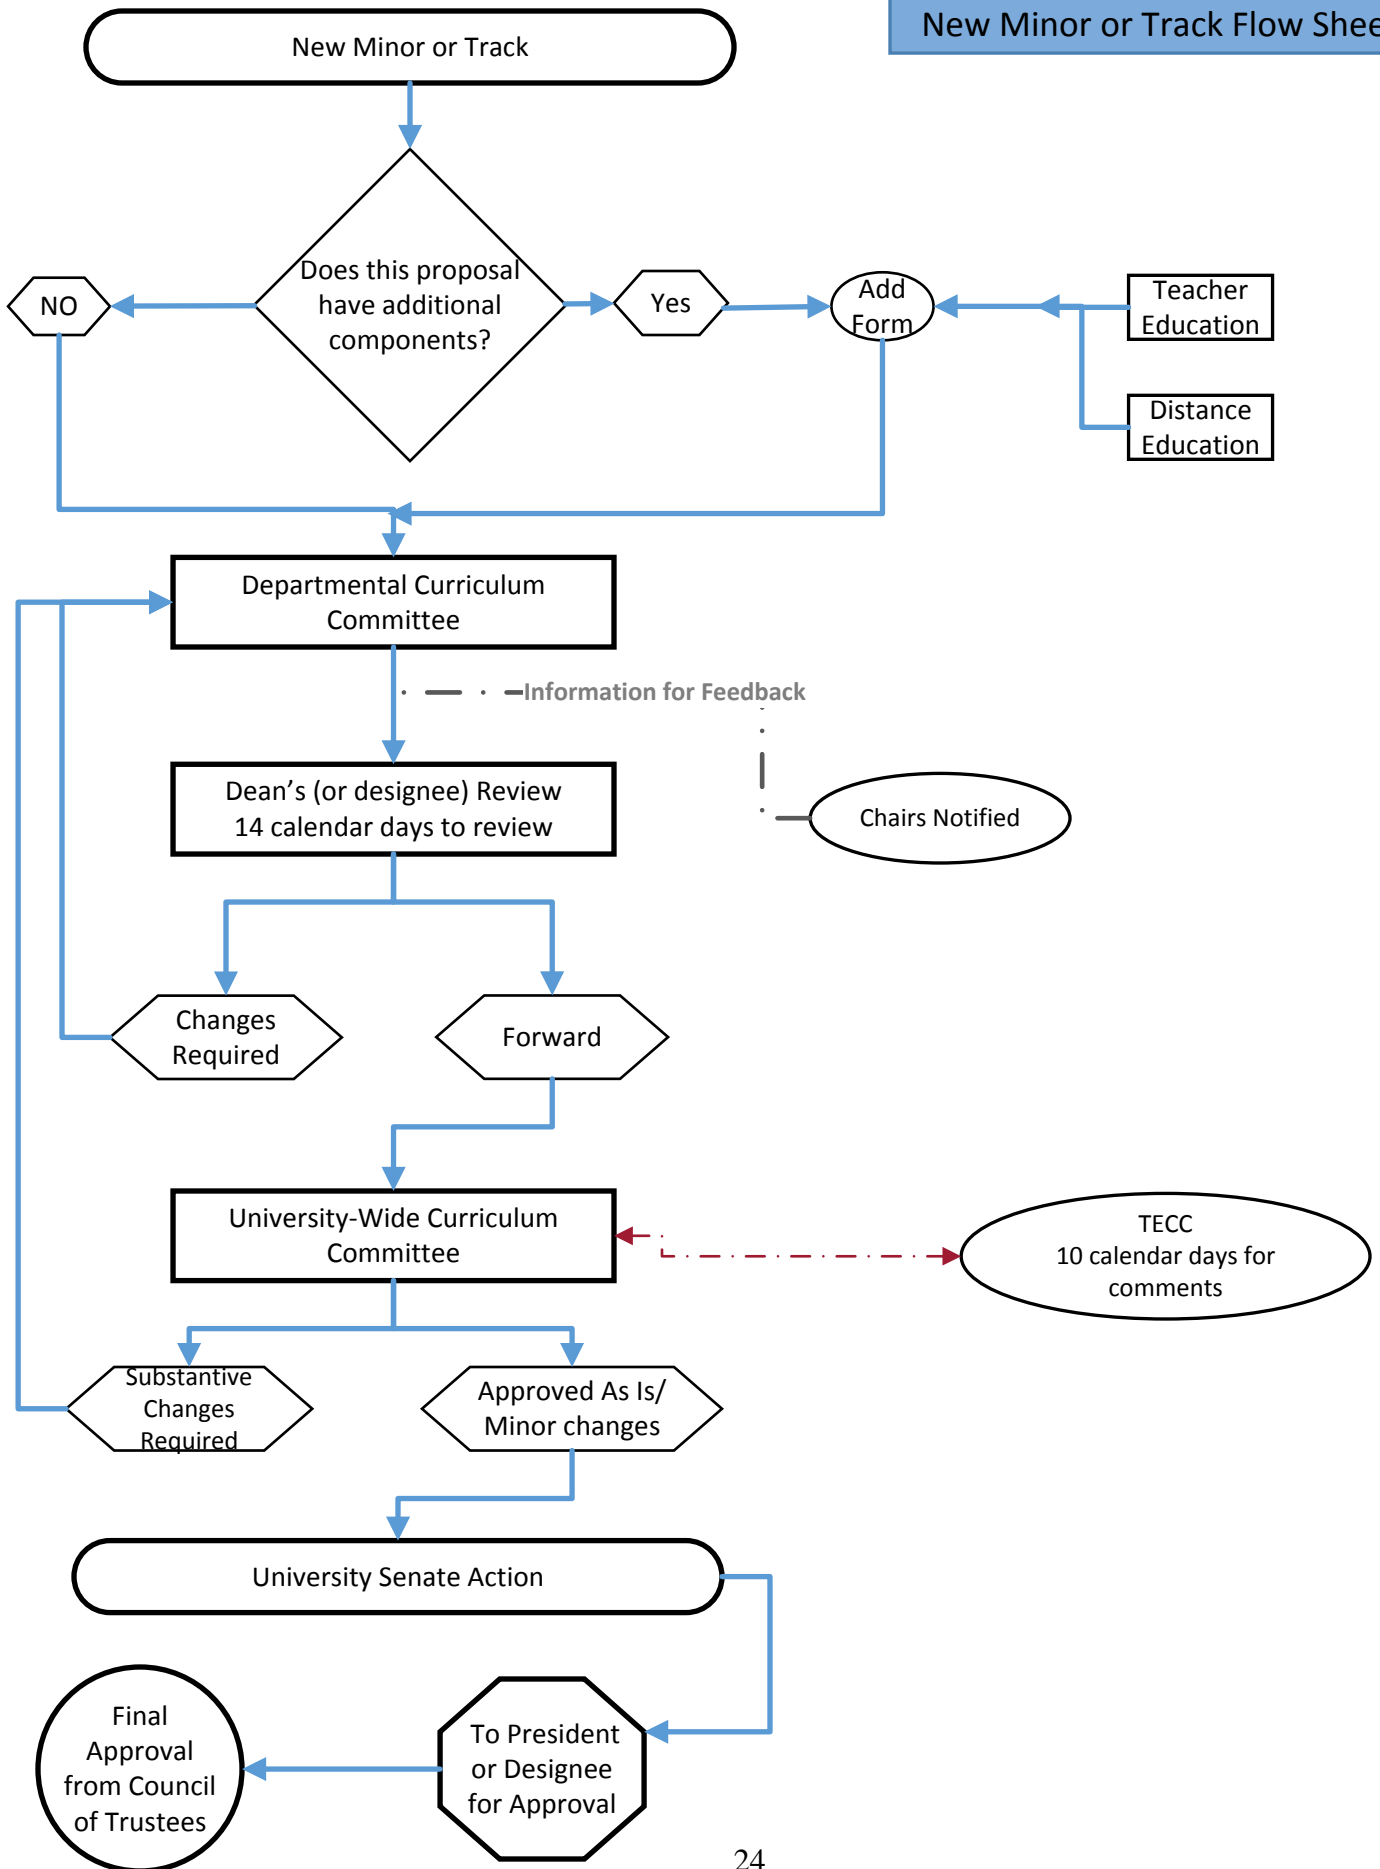 New Minor or Track Flow Shee
New Minor or Track
Does this proposal
have additional
components?
NO
Yes
Add
Form
Teacher
Education
Distance
Education
Departmental Curriculum
Committee
Information for Feedback
Dean’s (or designee) Review
14 calendar days to review
Chairs Notified
Changes
Required
Forward
University-Wide Curriculum
Committee
TECC
10 calendar days for
comments
Substantive
Changes
Required
Approved As Is/
Minor changes
University Senate Action
Final
Approval
from Council
of Trustees
To President
or Designee
for Approval
24